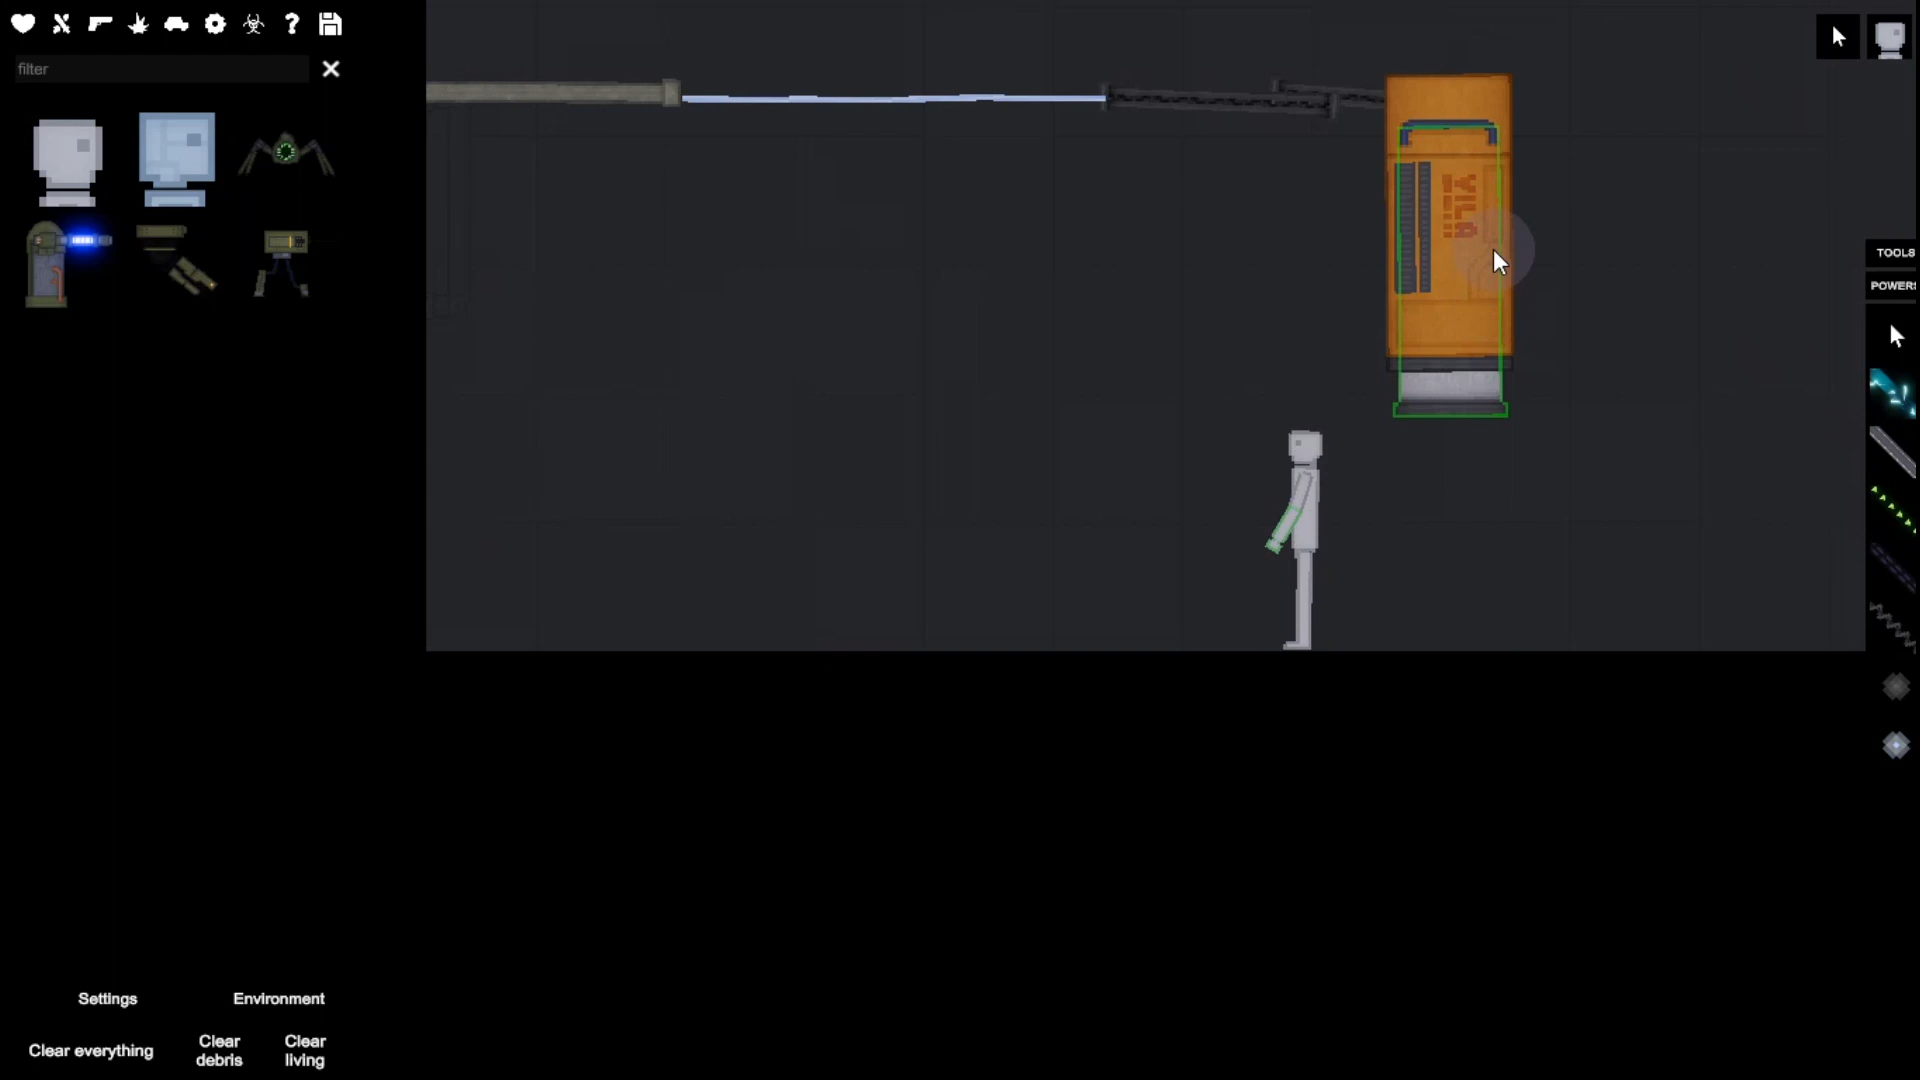 filter
TOOLS
POWERS
Settings
Environment
Clear everything
Clear
debris
Clear
living